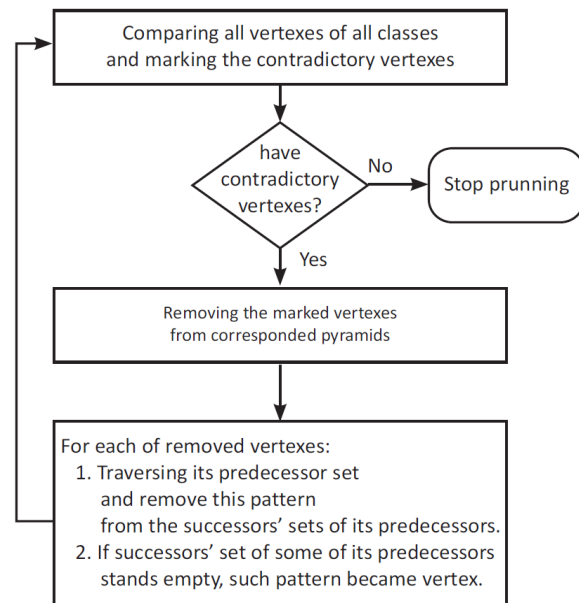 Comparing all vertexes of all classes
and marking the contradictory vertexes
have
contradictory
vertexes?
No
Stop prunning
Yes
Removing the marked vertexes
from corresponded pyramids
For each of removed vertexes:
1. Traversing its predecessor set
and remove this pattern
from the successors’ sets of its predecessors.
2. If successors’ set of some of its predecessors
stands empty, such pattern became vertex.